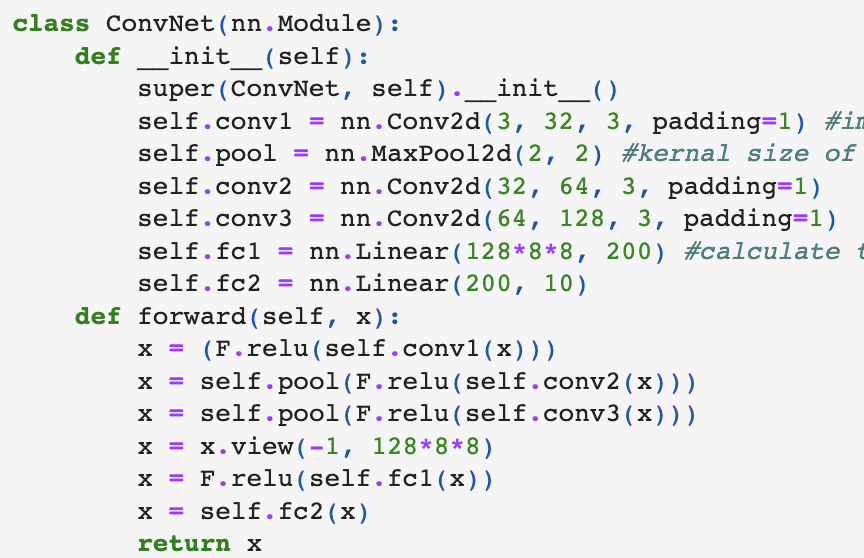 class ConvNet(nn.Module):
    def __init__(self):
        super(ConvNet, self).__init__()
        self.conv1 = nn.Conv2d(3, 32, 3, padding=1)
        self.pool = nn.MaxPool2d(2, 2) #kernal size of
        self.conv2 = nn.Conv2d(32, 64, 3, padding=1)
        self.conv3 = nn.Conv2d(64, 128, 3, padding=1)
        self.fc1 = nn.Linear(128*8*8, 200) #calculate
        self.fc2 = nn.Linear(200, 10)
    def forward(self, x):
        x = (F.relu(self.conv1(x)))
        x = self.pool(F.relu(self.conv2(x)))
        x = self.pool(F.relu(self.conv3(x)))
        x = x.view(-1, 128*8*8)
        x = F.relu(self.fc1(x))
        x = self.fc2(x)
        return x